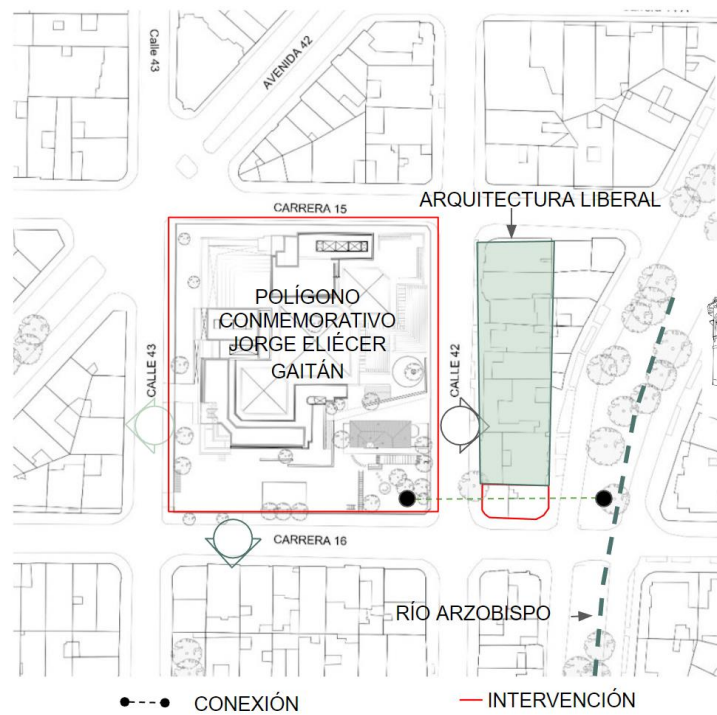 Calle 43
AVENIDA 42
CARRERA 15
ARQUITECTURA LIBERAL
POLÍGONO
CONMEMORATIVO
JORGE ELIÉCER
GAITÁN
CALLE 43
CALLE 42
CARRERA 16
RÍO ARZOBISPO
CONEXIÓN
INTERVENCIÓN